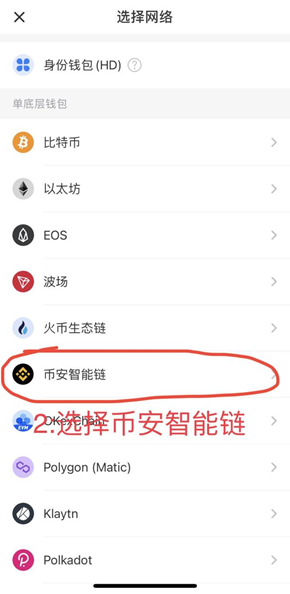 选择网络
身份钱包 (HD)
单底层钱包
比特币
以太坊
EOS
波场
火币生态链
币安智能链
OKExChain
2.选择币安智能链
Polygon (Matic)
Klaytn
Polkadot